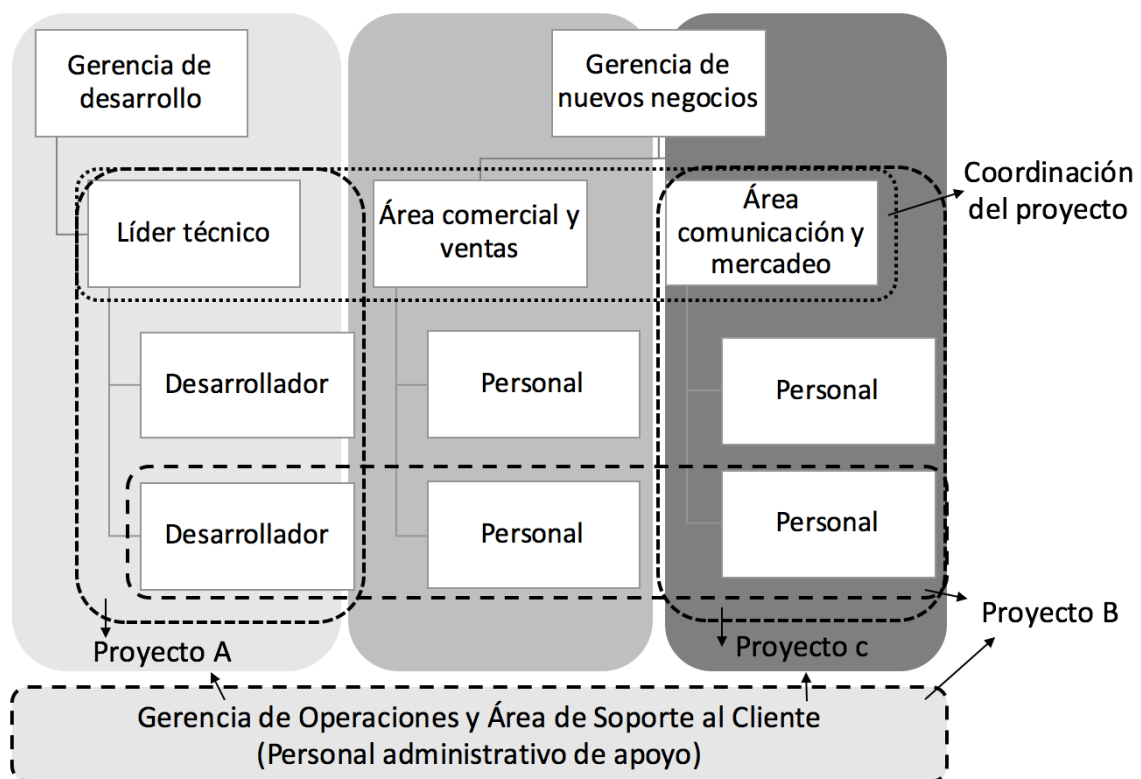 Gerencia de
desarrollo
Gerencia de
nuevos negocios
Líder técnico
Área comercial y
ventas
Área
comunicación y
mercadeo
Coordinación
del proyecto
Desarrollador
Personal
Personal
Desarrollador
Personal
Personal
Proyecto A
Proyecto c
Proyecto B
Gerencia de Operaciones y Área de Soporte al Cliente
(Personal administrativo de apoyo)